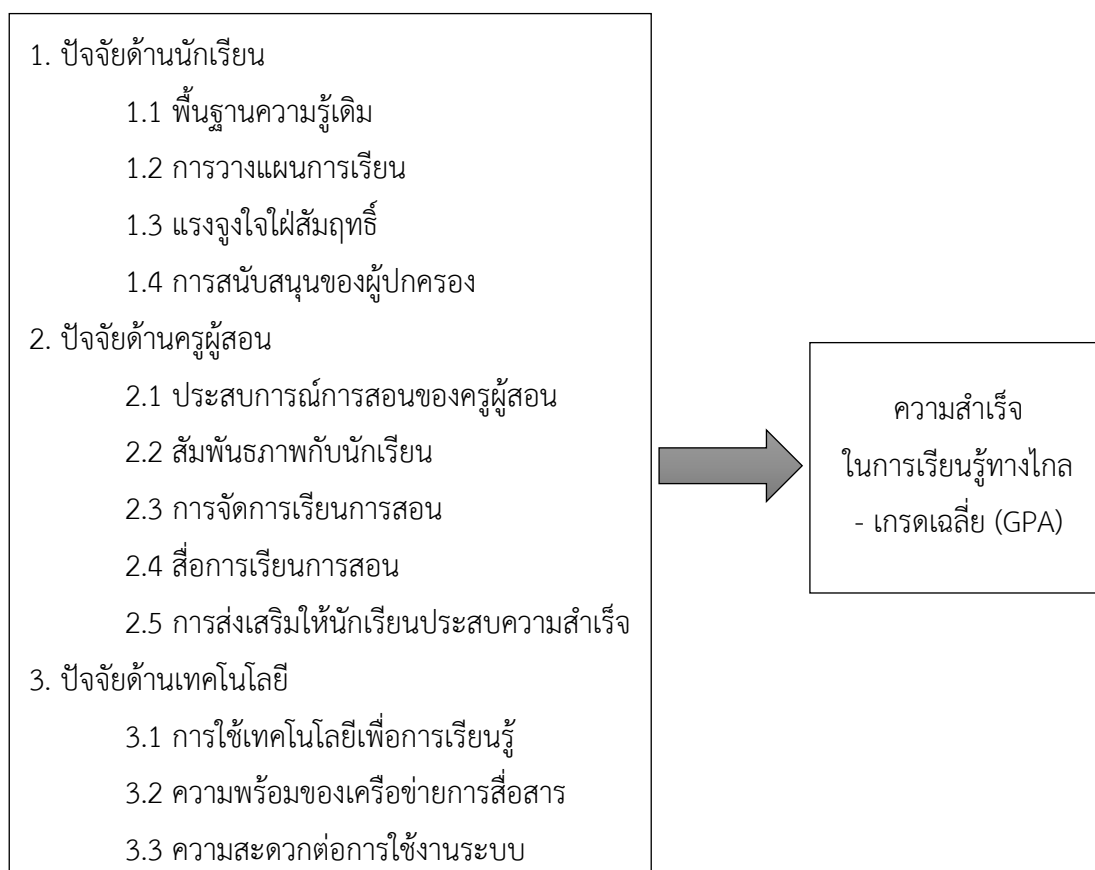 1. ปัจจัยด้านนักเรียน
1.1 พื้นฐานความรู้เดิม
1.2 การวางแผนการเรียน
1.3 แรงจูงใจใฝ่สัมฤทธิ์
1.4 การสนับสนุนของผู้ปกครอง
2. ปัจจัยด้านครูผู้สอน
2.1 ประสบการณ์การสอนของครูผู้สอน
2.2 สัมพันธภาพกับนักเรียน
2.3 การจัดการเรียนการสอน
2.4 สื่อการเรียนการสอน
2.5 การส่งเสริมให้นักเรียนประสบความสำเร็จ
3. ปัจจัยด้านเทคโนโลยี
3.1 การใช้เทคโนโลยีเพื่อการเรียนรู้
3.2 ความพร้อมของเครือข่ายการสื่อสาร
3.3 ความสะดวกต่อการใช้งานระบบ
ความสำเร็จ
ในการเรียนรู้ทางไกล
- เกรดเฉลี่ย (GPA)